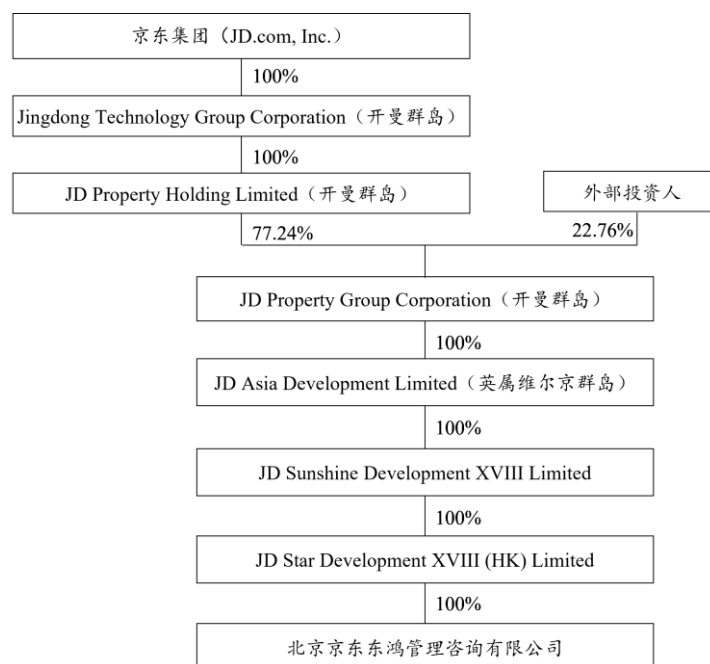 京东集团（JD.com, Inc.）
100%
Jingdong Technology Group Corporation（开曼群岛）
100%
JD Property Holding Limited（开曼群岛）
外部投资人
77.24%
22.76%
JD Property Group Corporation（开曼群岛）
100%
JD Asia Development Limited（英属维尔京群岛）
100%
JD Sunshine Development XVIII Limited
100%
JD Star Development XVIII (HK) Limited
100%
北京京东东鸿管理咨询有限公司